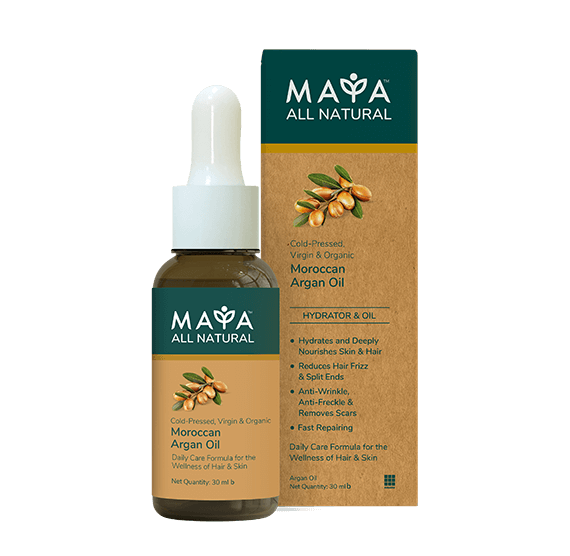 MAYA™
ALL NATURAL
Cold-Pressed,
Virgin & Organic
Moroccan
Argan Oil
HYDRATOR & OIL
• Hydrates and Deeply
Nourishes Skin & Hair
• Reduces Hair Frizz
& Split Ends
• Anti-Wrinkle,
Anti-Freckle &
Removes Scars
• Fast Repairing
Daily Care Formula for the
Wellness of Hair & Skin
Argan Oil
Net Quantity: 30 ml b
MAYA™
ALL NATURAL
Cold-Pressed, Virgin & Organic
Moroccan
Argan Oil
Daily Care Formula for the
Wellness of Hair & Skin
Net Quantity: 30 ml b